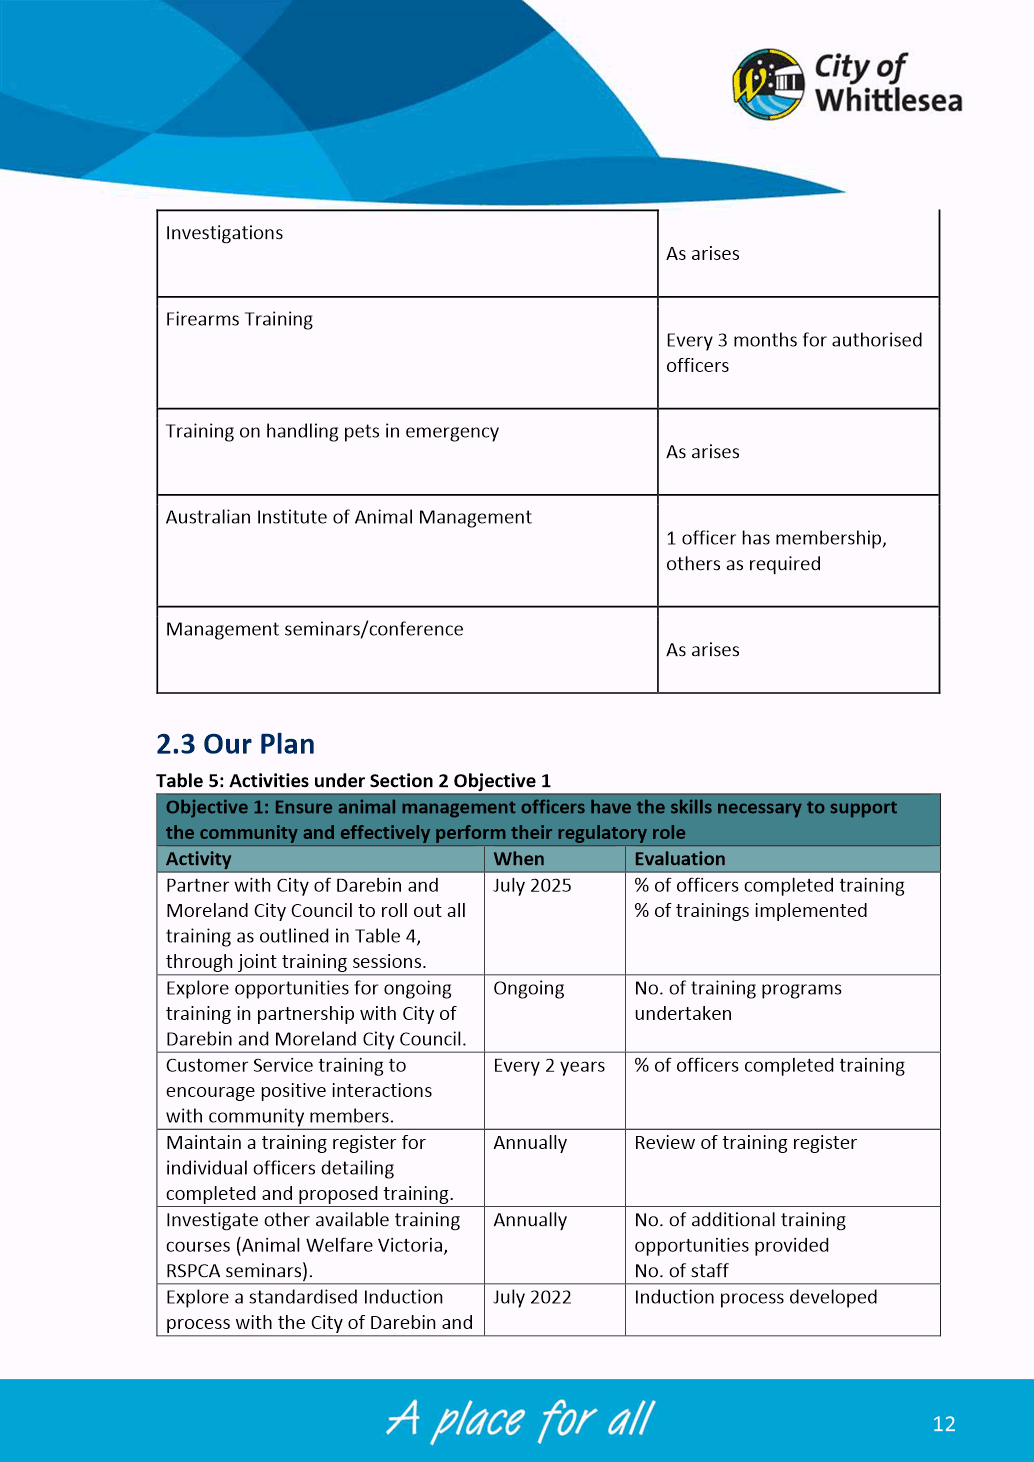 City of
Whittlesea
Investigations
As arises
Firearms Training
Every 3 months for authorised
officers
Training on handling pets in emergency
As arises
Australian Institute of Animal Management
1 officer has membership,
others as required
Management seminars/conference
As arises
2.3 Our Plan
Table 5: Activities under Section 2 Objective 1
Objective 1: Ensure animal management officers have the skills necessary to support
the community and effectively perform their regulatory role
Activity When Evaluation
Partner with City of Darebin and July 2025 % of officers completed training
Moreland City Council to roll out all % of trainings implemented
training as outlined in Table 4,
through joint training sessions.
Explore opportunities for ongoing Ongoing No. of training programs
training in partnership with City of undertaken
Darebin and Moreland City Council.
Customer Service training to Every 2 years % of officers completed training
encourage positive interactions
with community members.
Maintain a training register for Annually Review of training register
individual officers detailing
completed and proposed training.
Investigate other available training Annually No. of additional training
courses (Animal Welfare Victoria, opportunities provided
RSPCA seminars). No. of staff
Explore a standardised Induction July 2022 Induction process developed
process with the City of Darebin and
A place for all
12